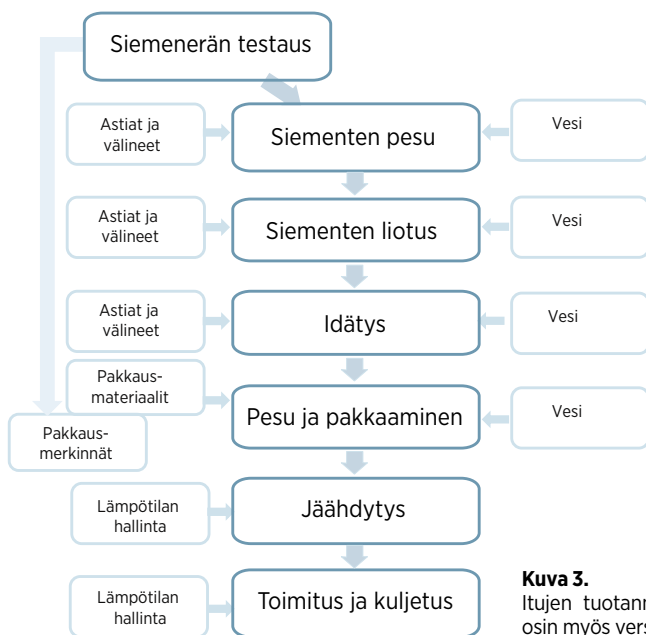 Siemenerän testaus
Astiat ja
välineet
Siementen pesu
Vesi
Astiat ja
välineet
Siementen liotus
Vesi
Astiat ja
välineet
Idätys
Vesi
Pakkaus-
materiaalit
Pesu ja pakkaaminen
Vesi
Pakkaus-
merkinnät
Lämpötilan
hallinta
Jäähdytys
Lämpötilan
hallinta
Toimitus ja kuljetus
Kuva 3.
Itujen
osin myös